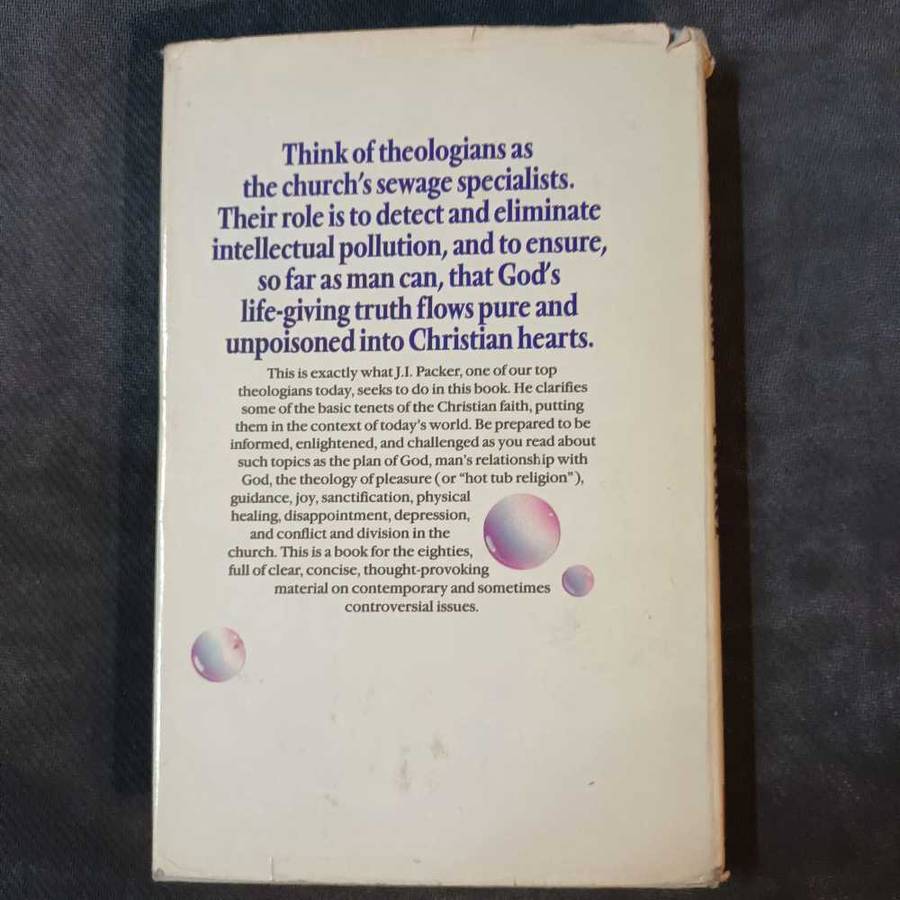 Think of theologians as
the church's sewage specialists.
Their role is to detect and eliminate
intellectual pollution, and to ensure,
so far as man can, that God's
life-giving truth flows pure and
unpoisoned into Christian hearts.
This is exactly what J.I. Packer, one of our top
theologians today, seeks to do in this book. He clarifies
some of the basic tenets of the Christian faith, putting
them in the context of today's world. Be prepared to be
informed, enlightened, and challenged as you read about
such topics as the plan of God, man's relationship with
God, the theology of pleasure (or "hot tub religion"),
guidance, joy, sanctification, physical
healing, disappointment, depression,
and conflict and division in the
church. This is a book for the eighties,
full of clear, concise, thought-provoking
material on contemporary and sometimes
controversial issues.